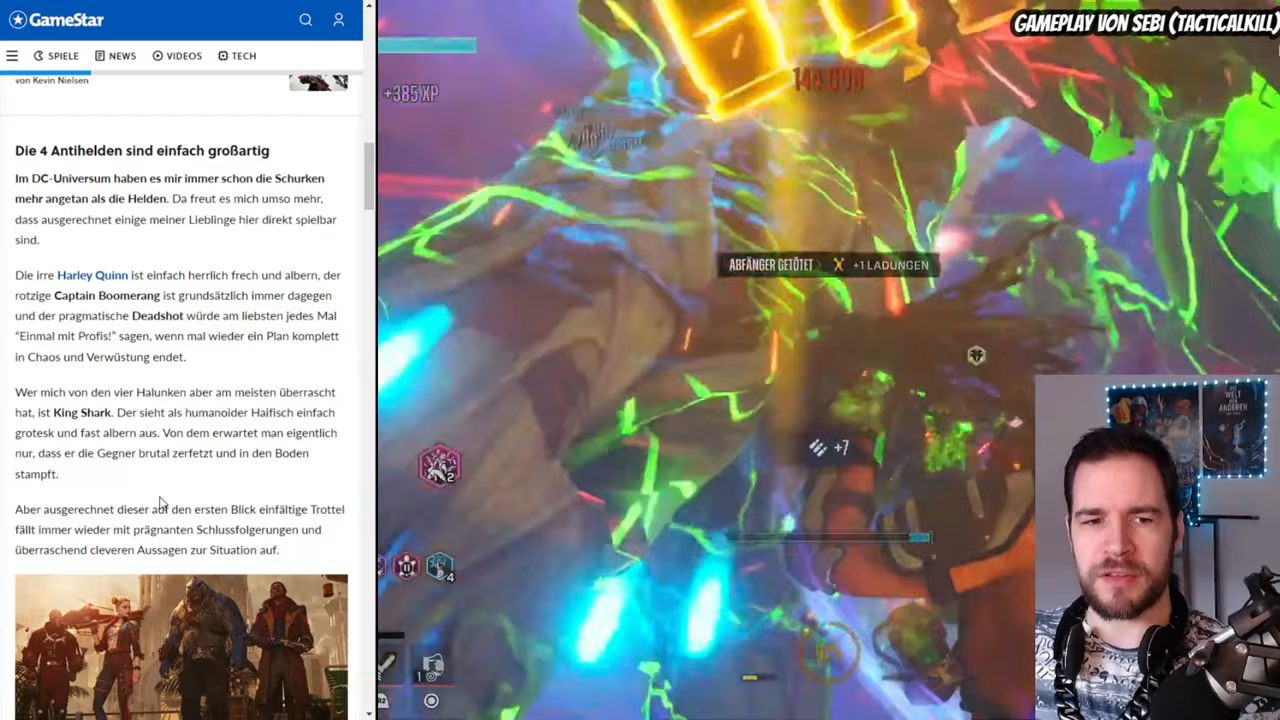 GameStar
SPIELE
NEWS
VIDEOS
TECH
von Kevin Nielsen
Die 4 Antihelden sind einfach großartig
Im DC-Universum haben es mir immer schon die Schurken
mehr angetan als die Helden. Da freut es mich umso mehr,
dass ausgerechnet einige meiner Lieblinge hier direkt spielbar
sind.
Die irre Harley Quinn ist einfach herrlich frech und albern, der
rotzige Captain Boomerang ist grundsätzlich immer dagegen
und der pragmatische Deadshot würde am liebsten jedes Mal
“Einmal mit Profis!” sagen, wenn mal wieder ein Plan komplett
in Chaos und Verwüstung endet.
Wer mich von den vier Halunken aber am meisten überrascht
hat, ist King Shark. Der sieht als humanoider Haifisch einfach
grotesk und fast albern aus. Von dem erwartet man eigentlich
nur, dass er die Gegner brutal zerfetzt und in den Boden
stampft.
Aber ausgerechnet dieser auf den ersten Blick einfältige Trottel
fällt immer wieder mit prägnanten Schlussfolgerungen und
überraschend cleveren Aussagen zur Situation auf.
GAMEPLAY VON SEBI (TACTICALKILL)
+385 XP
ABFÄNGER GETÖTET
+1 LADUNGEN
+7
2
4
1
WELT
DER
ANDEREN